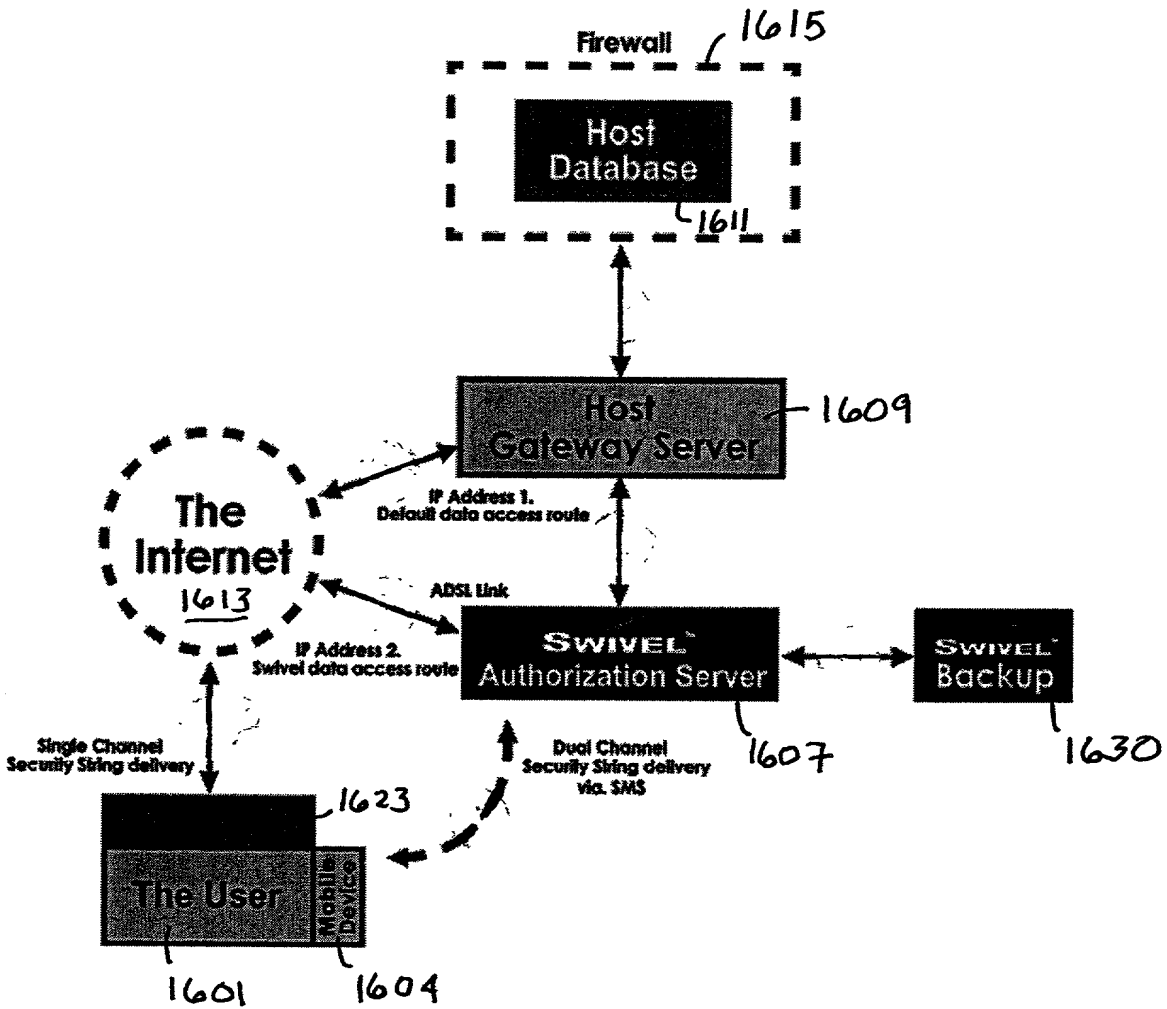 1615
Firewall
Host
Database
1611
Host
Gateway Server
1609
IP Address 1.
Default data access route
The
Internet
1613
ADSL Link
IP Address 2.
Swivel data access route
SWIVEL™
Authorization Server
1607
SWIVEL™
Backup
1630
Single Channel
Security String delivery
Dual Channel
Security String delivery
via. SMS
1623
The User
Mobile
Device
1601
1604